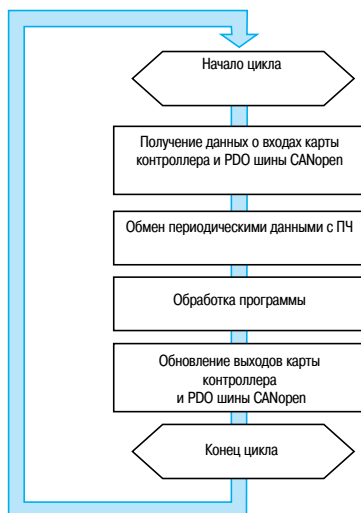 Начало цикла
Получение данных о входах карты
контроллера и PDO шины CANopen
Обмен периодическими данными с ПЧ
Обработка программы
Обновление выходов карты
контроллера
и PDO шины CANopen
Конец цикла